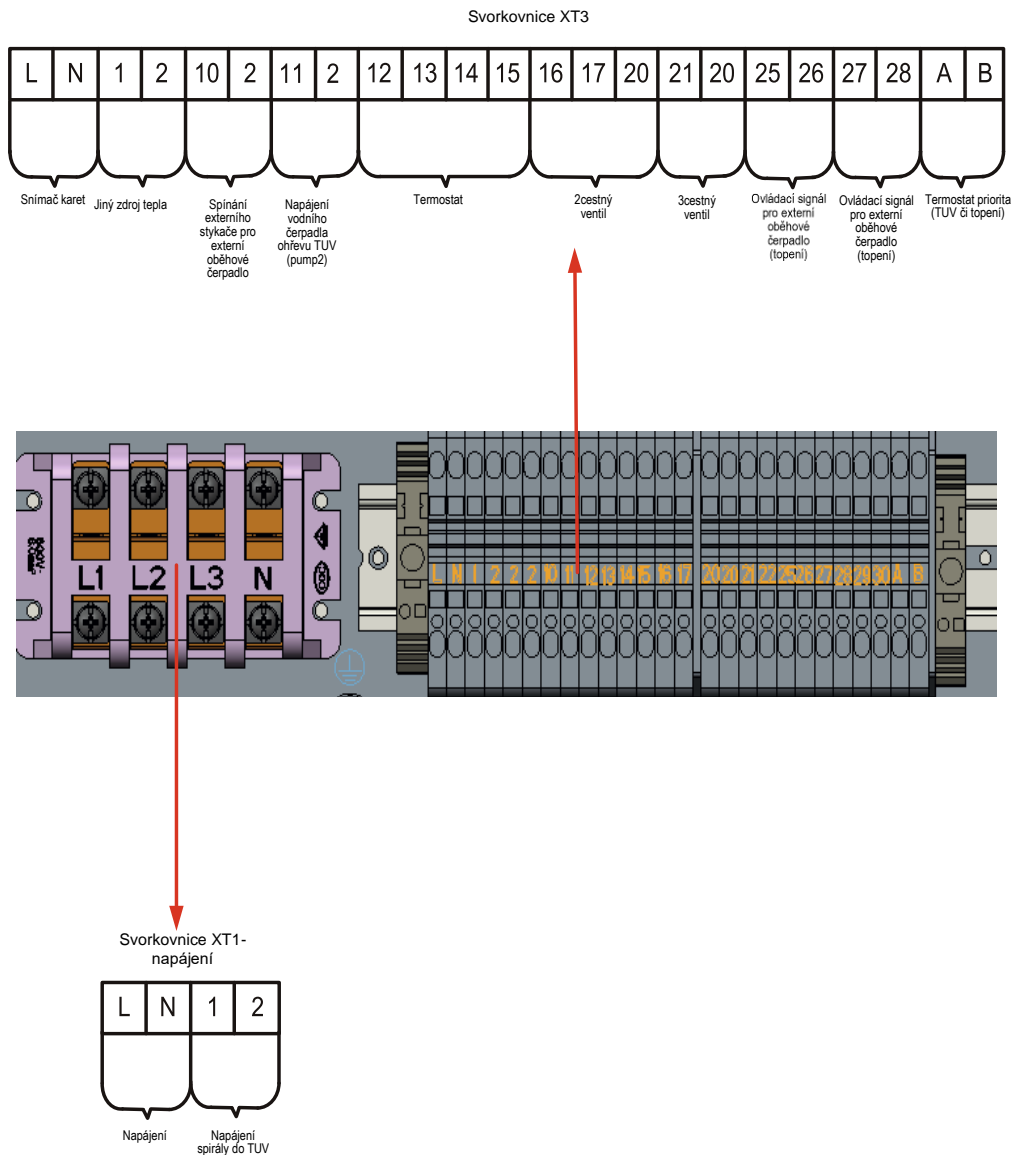 Svorkovnice XT3
L N 1 2 10 2 11 2 12 13 14 15 16 17 20 21 20 25 26 27 28 A B
Snímač karet
Jiný zdroj tepla
Spínání
externího
stykače pro
externí
oběhové
čerpadlo
Napájení
vodního
čerpadla
ohřevu TUV
(pump2)
Termostat
2cestný
ventil
3cestný
ventil
Ovládací signál
pro externí
oběhové
čerpadlo
(topení)
Ovládací signál
pro externí
oběhové
čerpadlo
(topení)
Termostat priorita
(TUV či topení)
L1 L2 L3 N
L N 1 2 2 2 10 11 12 13 14 15 16 17 20 20 21 22 25 26 27 28 29 30 A B
Svorkovnice XT1-
napájení
L N 1 2
Napájení
Napájení
spirály do TUV